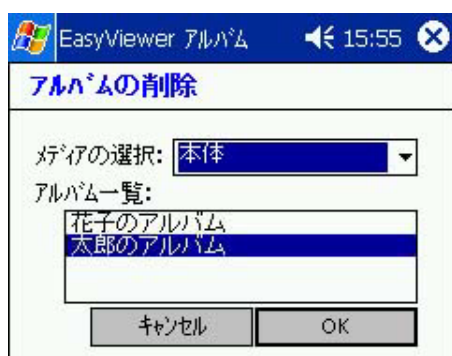 EasyViewer ｱﾙﾊﾞﾑ 15:55
ｱﾙﾊﾞﾑの削除
ﾒﾃﾞｨｱの選択: 本体
ｱﾙﾊﾞﾑ一覧:
花子のアルバム
太郎のアルバム
ｷｬﾝｾﾙ OK